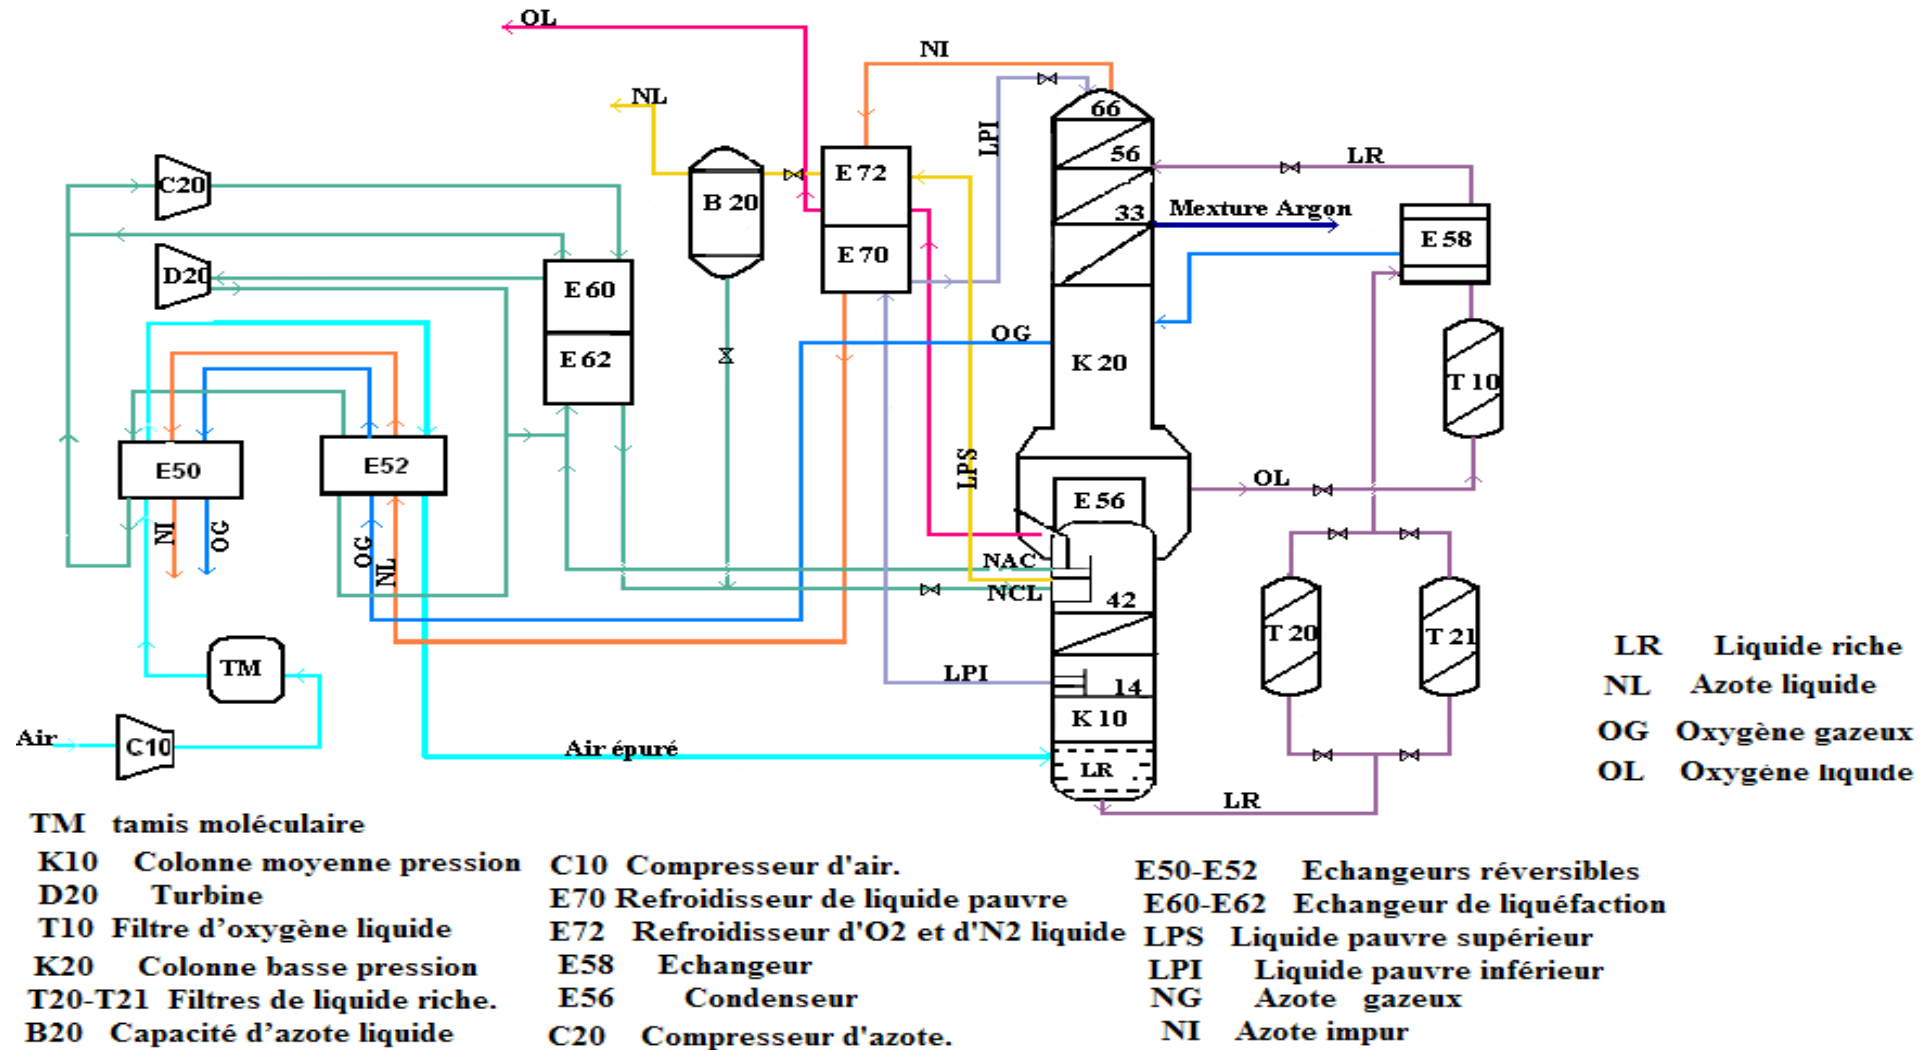 OL
NI
NL
LPI
66
C20
E 72
56
LR
B 20
33
Mexture Argon
D20
E 70
E 58
E 60
OG
E 62
K 20
T 10
E50
E52
LPS
OL
E 56
NI
OG
OG
NL
NAC
NCL
42
T 20
T 21
TM
LPI
14
K 10
Air
C10
Air épuré
LR
LR
LR Liquide riche
NL Azote liquide
OG Oxygène gazeux
OL Oxygène liquide
TM tamis moléculaire
K10 Colonne moyenne pression
D20 Turbine
T10 Filtre d’oxygène liquide
K20 Colonne basse pression
T20-T21 Filtres de liquide riche.
B20 Capacité d’azote liquide
C10 Compresseur d'air.
E70 Refroidisseur de liquide pauvre
E72 Refroidisseur d'O2 et d'N2 liquide
E58 Echangeur
E56 Condenseur
C20 Compresseur d'azote.
E50-E52 Echangeurs réversibles
E60-E62 Echangeur de liquéfaction
LPS Liquide pauvre supérieur
LPI Liquide pauvre inférieur
NG Azote gazeux
NI Azote impur